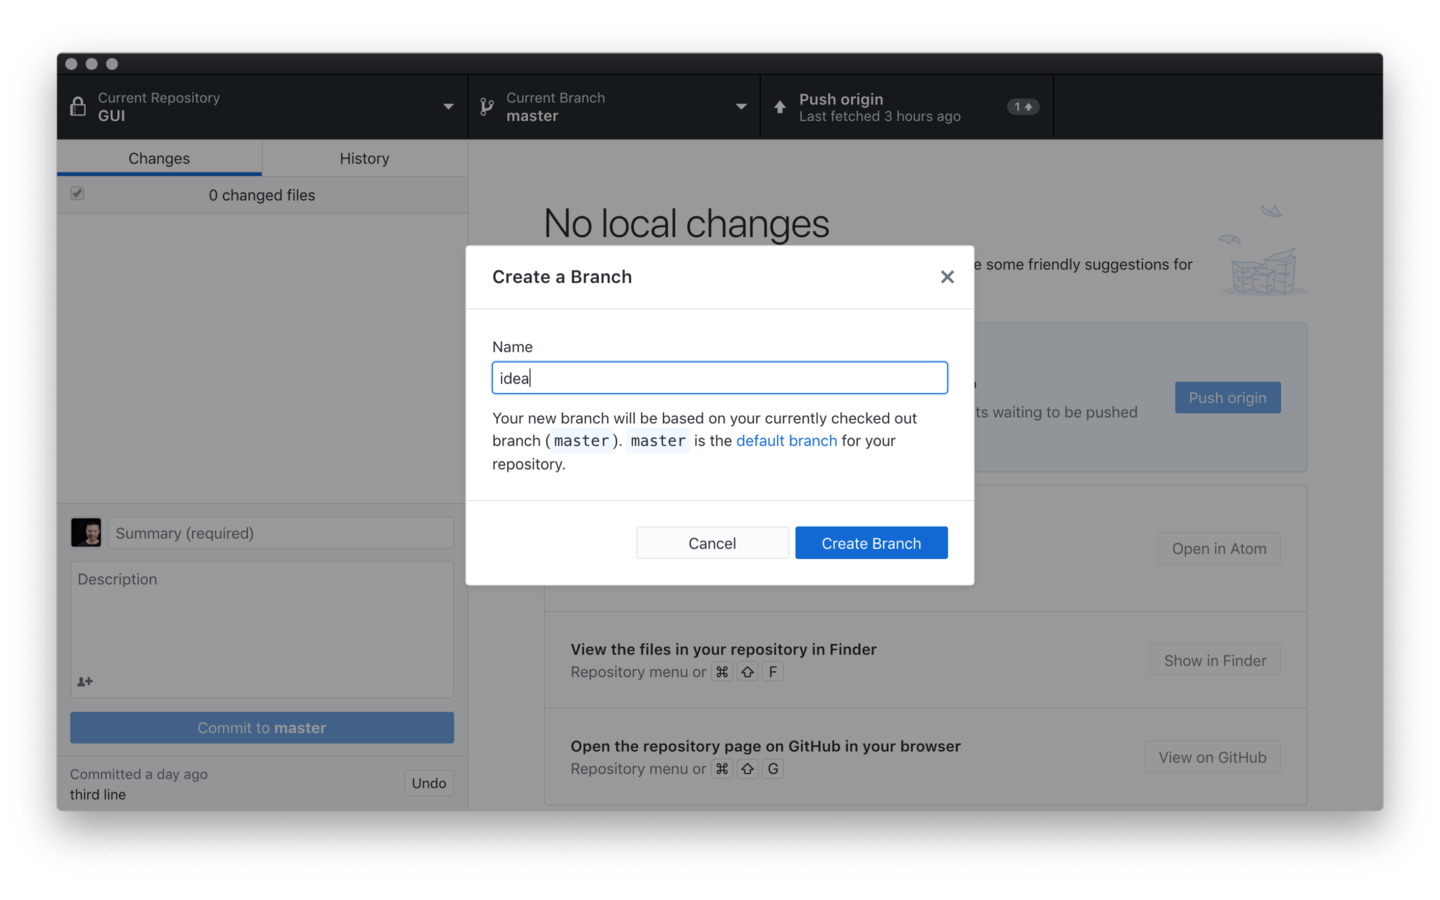 Current Repository
GUI
Current Branch
master
Push origin
Last fetched 3 hours ago
1
Changes
History
0 changed files
No local changes
e some friendly suggestions for
Create a Branch
Name
idea
Your new branch will be based on your currently checked out
branch (master). master is the default branch for your
repository.
Cancel
Create Branch
ts waiting to be pushed
Push origin
Open in Atom
View the files in your repository in Finder
Repository menu or ⌘ ⇧ F
Show in Finder
Open the repository page on GitHub in your browser
Repository menu or ⌘ ⇧ G
View on GitHub
Summary (required)
Description
Commit to master
Committed a day ago
third line
Undo